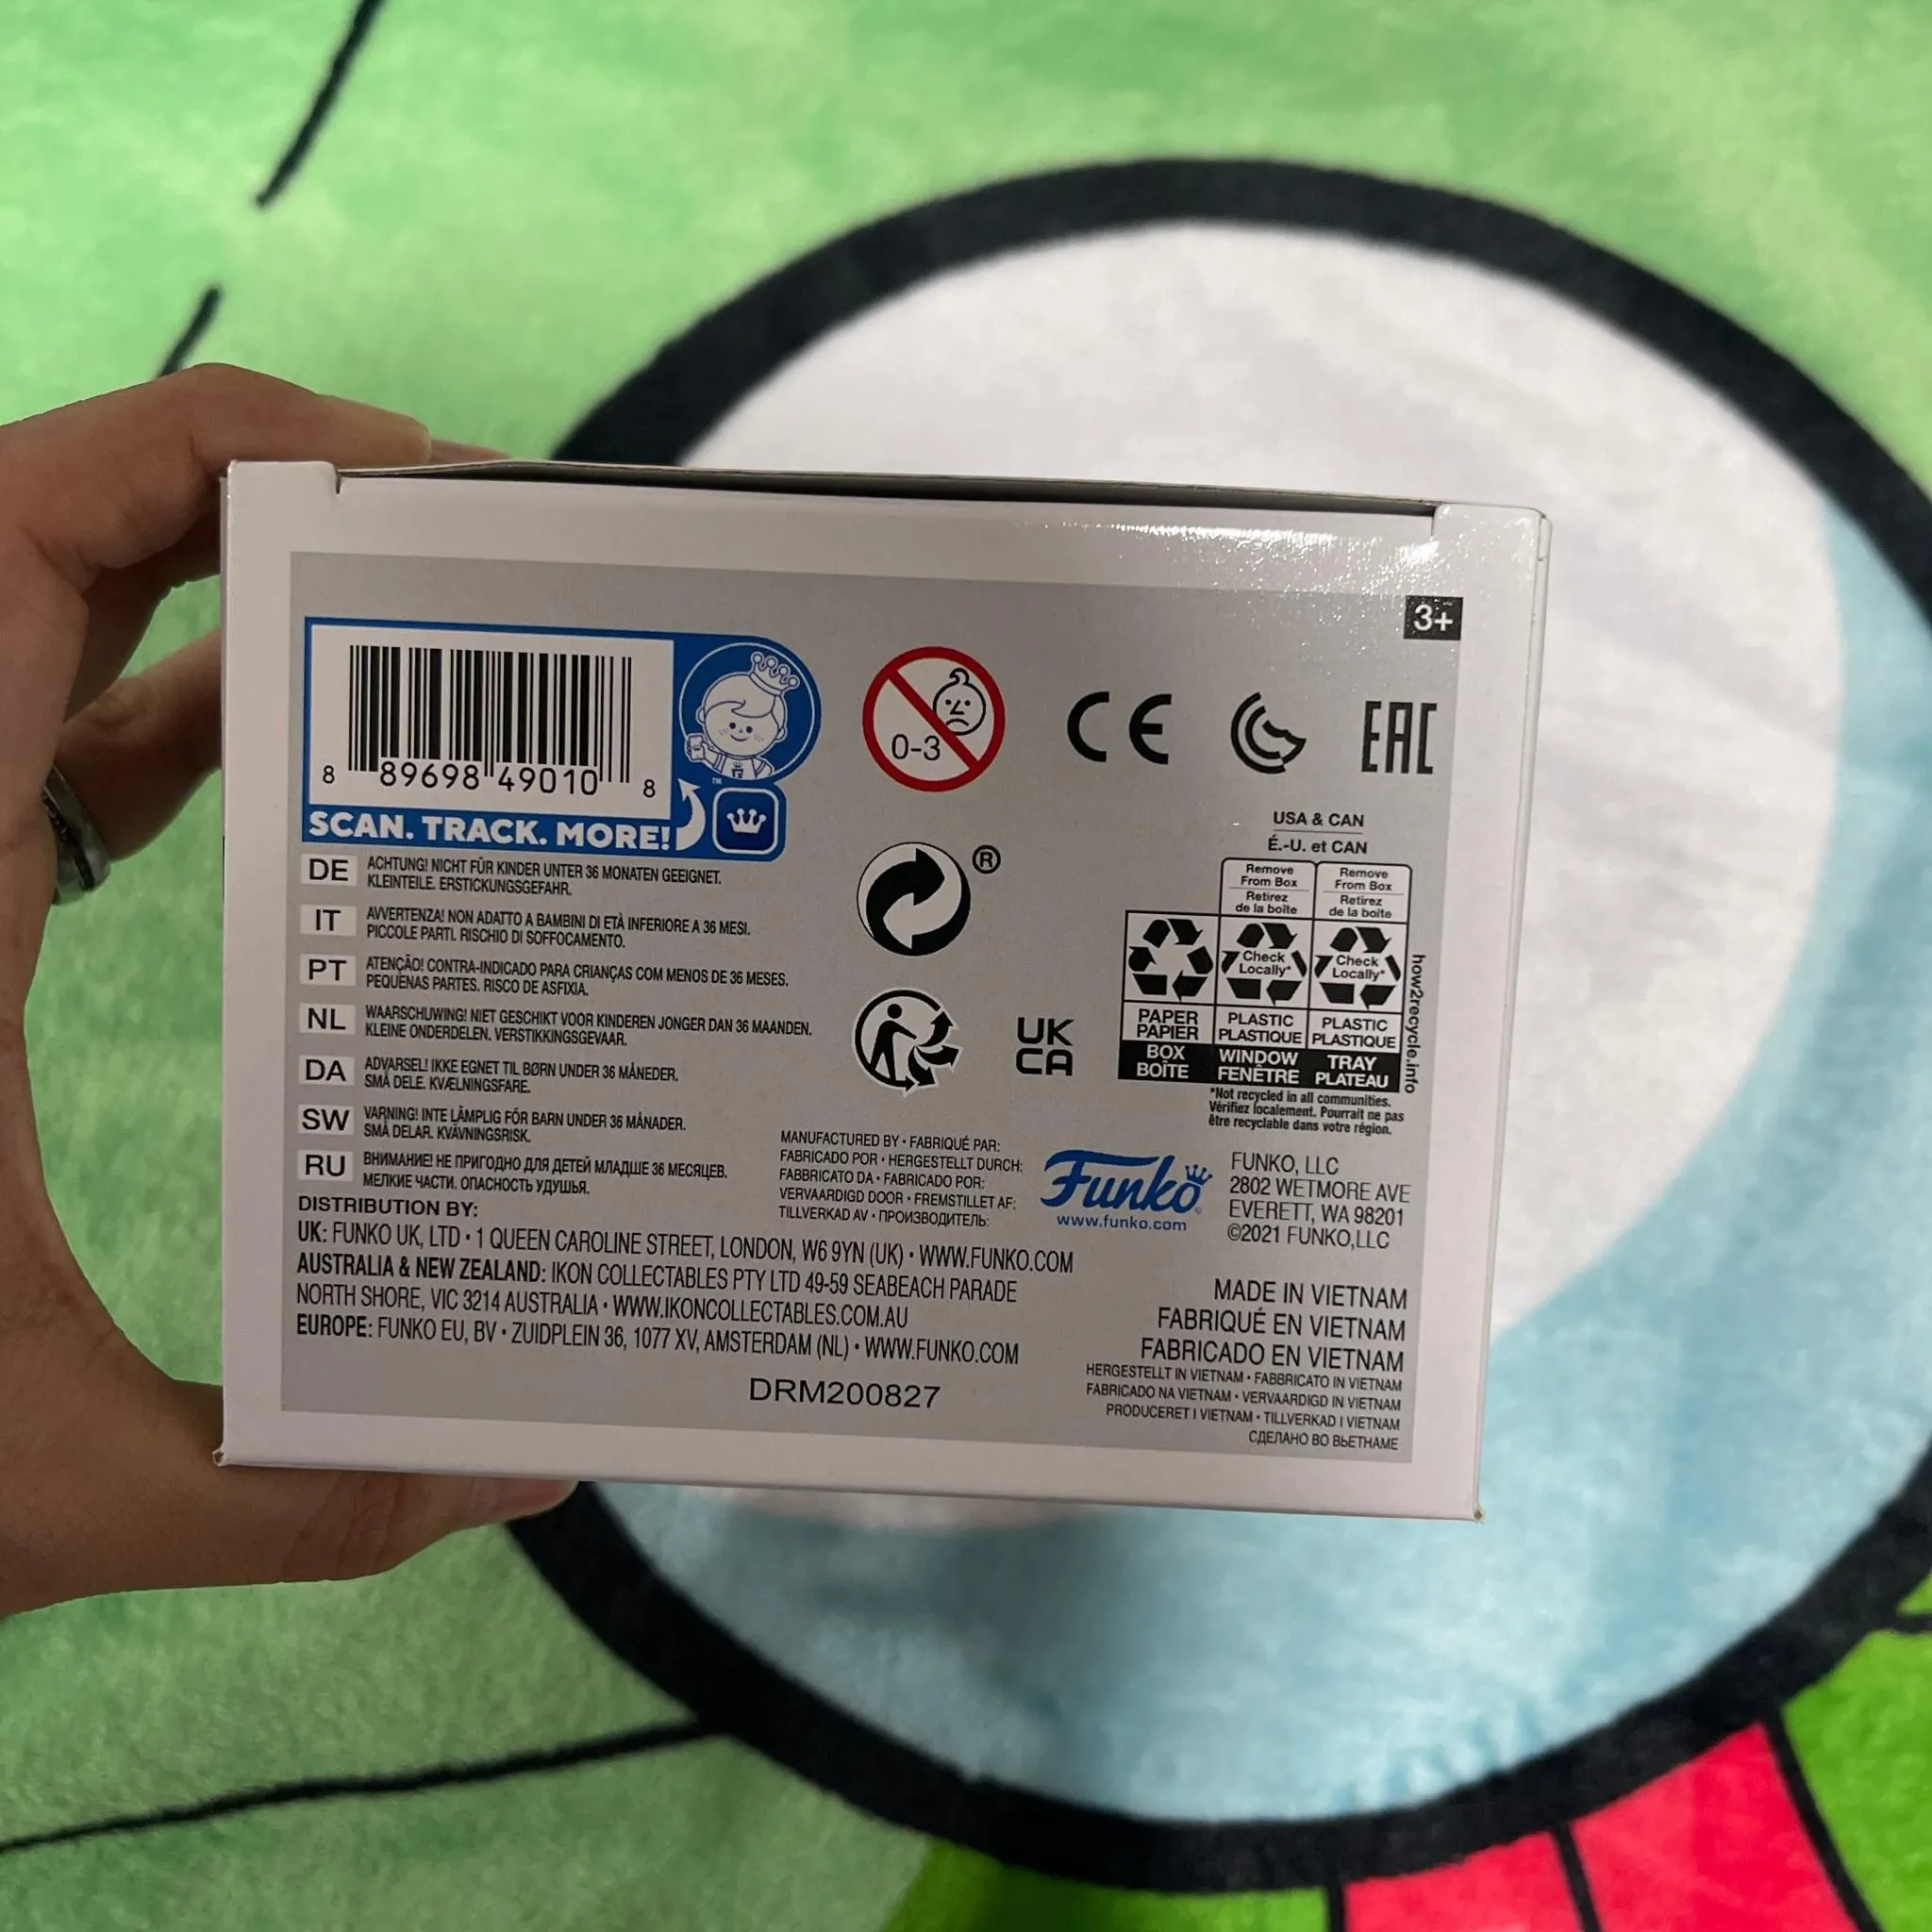 3+
8 89698 49010 8
™
SCAN. TRACK. MORE!
0-3
CE
EAC
DE ACHTUNG! NICHT FÜR KINDER UNTER 36 MONATEN GEEIGNET.
KLEINTEILE. ERSTICKUNGSGEFAHR.
IT AVVERTENZA! NON ADATTO A BAMBINI DI ETÀ INFERIORE A 36 MESI.
PICCOLE PARTI. RISCHIO DI SOFFOCAMENTO.
PT ATENÇÃO! CONTRA-INDICADO PARA CRIANÇAS COM MENOS DE 36 MESES.
PEQUENAS PARTES. RISCO DE ASFIXIA.
NL WAARSCHUWING! NIET GESCHIKT VOOR KINDEREN JONGER DAN 36 MAANDEN.
KLEINE ONDERDELEN. VERSTIKKINGSGEVAAR.
DA ADVARSEL! IKKE EGNET TIL BØRN UNDER 36 MÅNEDER.
SMÅ DELE. KVÆLNINGSFARE.
SW VARNING! INTE LÄMPLIG FÖR BARN UNDER 36 MÅNADER.
SMÅ DELAR. KVÄVNINGSRISK.
RU ВНИМАНИЕ! НЕ ПРИГОДНО ДЛЯ ДЕТЕЙ МЛАДШЕ 36 МЕСЯЦЕВ.
МЕЛКИЕ ЧАСТИ. ОПАСНОСТЬ УДУШЬЯ.
®
UK
CA
USA & CAN
É.-U. et CAN
Remove
From Box
Retirez
de la boîte
Remove
From Box
Retirez
de la boîte
Check
Locally*
Check
Locally*
PAPER
PAPIER
PLASTIC
PLASTIQUE
PLASTIC
PLASTIQUE
BOX
BOÎTE
WINDOW
FENÊTRE
TRAY
PLATEAU
how2recycle.info
*Not recycled in all communities.
Vérifiez localement. Pourrait ne pas
être recyclable dans votre région.
MANUFACTURED BY • FABRIQUÉ PAR:
FABRICADO POR • HERGESTELLT DURCH:
FABBRICATO DA • FABRICADO POR:
VERVAARDIGD DOOR • FREMSTILLET AF:
TILLVERKAD AV • ПРОИЗВОДИТЕЛЬ:
Funko
www.funko.com
FUNKO, LLC
2802 WETMORE AVE
EVERETT, WA 98201
©2021 FUNKO,LLC
DISTRIBUTION BY:
UK: FUNKO UK, LTD • 1 QUEEN CAROLINE STREET, LONDON, W6 9YN (UK) • WWW.FUNKO.COM
AUSTRALIA & NEW ZEALAND: IKON COLLECTABLES PTY LTD 49-59 SEABEACH PARADE
NORTH SHORE, VIC 3214 AUSTRALIA • WWW.IKONCOLLECTABLES.COM.AU
EUROPE: FUNKO EU, BV • ZUIDPLEIN 36, 1077 XV, AMSTERDAM (NL) • WWW.FUNKO.COM
DRM200827
MADE IN VIETNAM
FABRIQUÉ EN VIETNAM
FABRICADO EN VIETNAM
HERGESTELLT IN VIETNAM • FABBRICATO IN VIETNAM
FABRICADO NA VIETNAM • VERVAARDIGD IN VIETNAM
PRODUCERET I VIETNAM • TILLVERKAD I VIETNAM
СДЕЛАНО ВО ВЬЕТНАМЕ